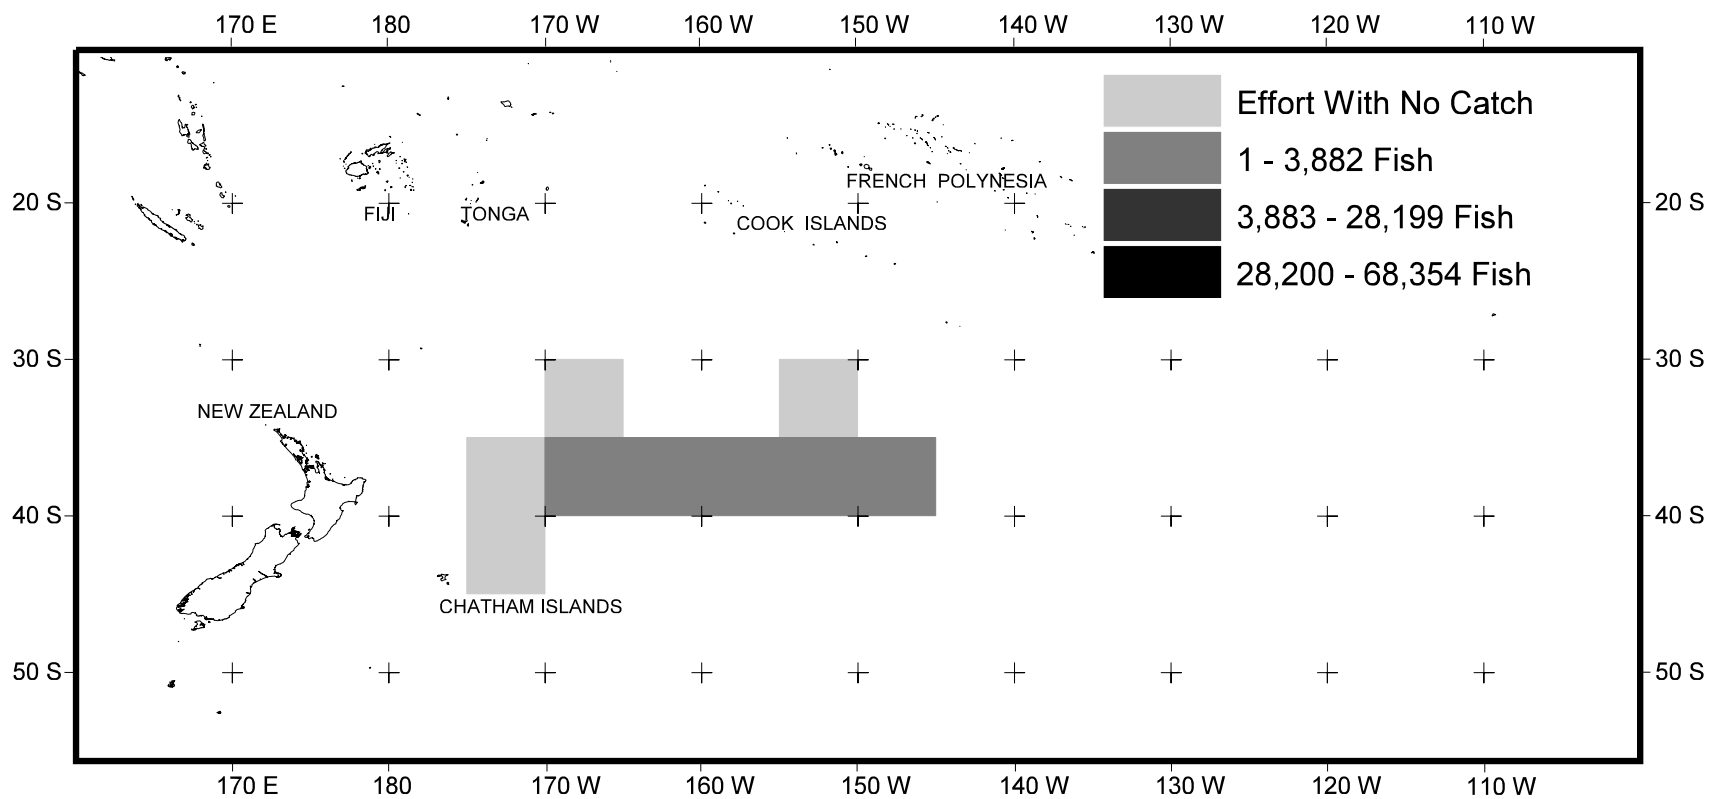 170 E 180 170 W 160 W 150 W 140 W 130 W 120 W 110 W
Effort With No Catch
1 - 3,882 Fish
3,883 - 28,199 Fish
28,200 - 68,354 Fish
FRENCH POLYNESIA
20 S 20 S
FIJI TONGA
COOK ISLANDS
30 S 30 S
NEW ZEALAND
40 S 40 S
CHATHAM ISLANDS
50 S 50 S
170 E 180 170 W 160 W 150 W 140 W 130 W 120 W 110 W